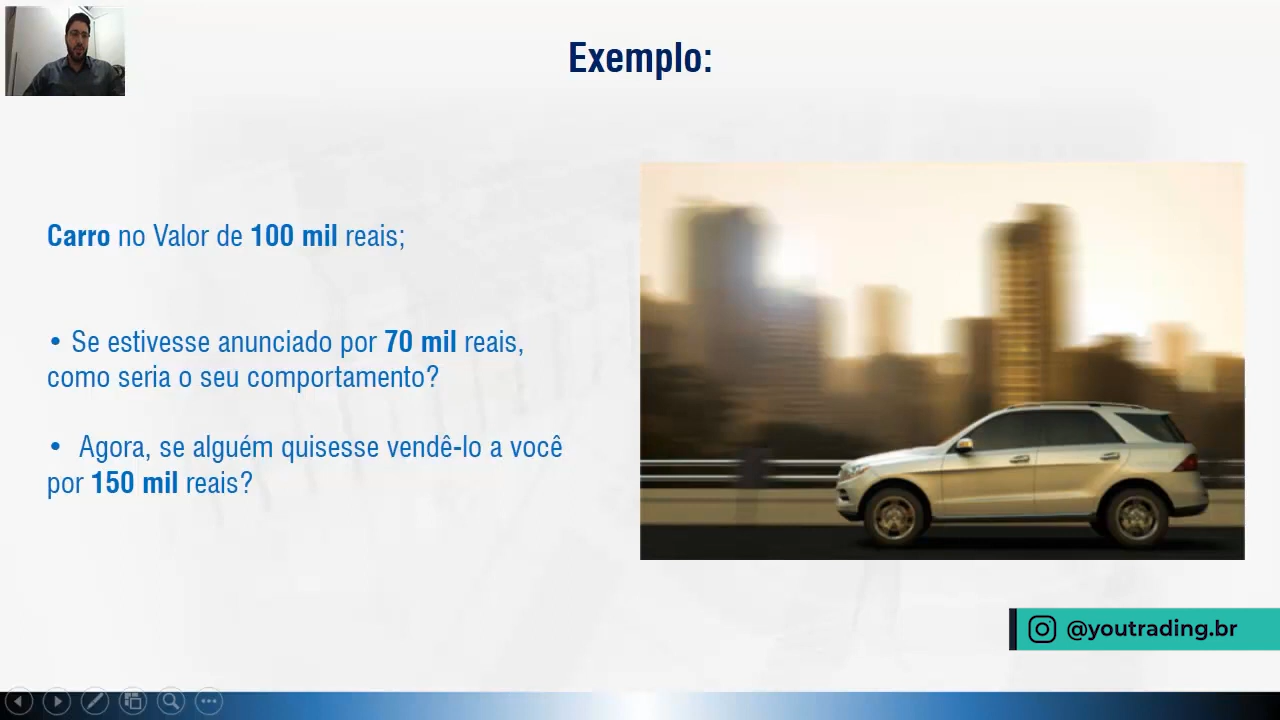 Exemplo:
Carro no Valor de 100 mil reais;
• Se estivesse anunciado por 70 mil reais,
como seria o seu comportamento?
• Agora, se alguém quisesse vendê-lo a você
por 150 mil reais?
@youtrading.br